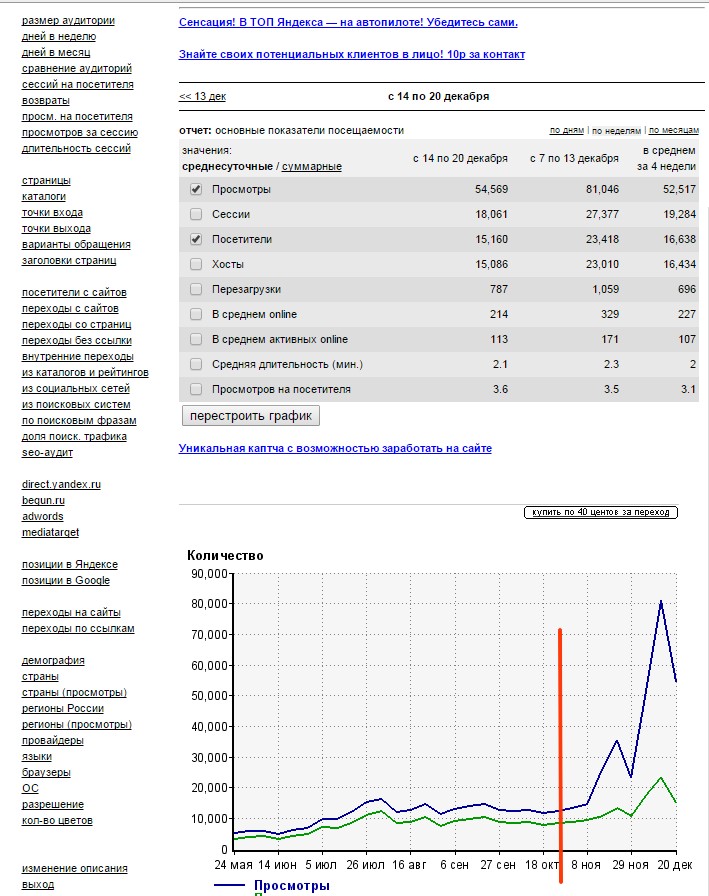 размер аудитории
дней в неделю
дней в месяц
сравнение аудиторий
сессий на посетителя
возвраты
просм. на посетителя
просмотров за сессию
длительность сессий
страницы
каталоги
точки входа
точки выхода
варианты обращения
заголовки страниц
посетители с сайтов
переходы с сайтов
переходы со страниц
переходы без ссылки
внутренние переходы
из каталогов и рейтингов
из социальных сетей
из поисковых систем
по поисковым фразам
доля поиск. трафика
seo-аудит
direct.yandex.ru
begun.ru
adwords
mediatarget
позиции в Яндексе
позиции в Google
переходы на сайты
переходы по ссылкам
демография
страны
страны (просмотры)
регионы России
регионы (просмотры)
провайдеры
языки
браузеры
ОС
разрешение
кол-во цветов
изменение описания
выход
Сенсация! В ТОП Яндекса — на автопилоте! Убедитесь сами.
Знайте своих потенциальных клиентов в лицо! 10р за контакт
<< 13 дек с 14 по 20 декабря
отчет: основные показатели посещаемости по дням | по неделям | по месяцам
значения:
среднесуточные / суммарные с 14 по 20 декабря с 7 по 13 декабря в среднем за 4 недели
Просмотры 54,569 81,046 52,517
Сессии 18,061 27,377 19,284
Посетители 15,160 23,418 16,638
Хосты 15,086 23,010 16,434
Перезагрузки 787 1,059 696
В среднем online 214 329 227
В среднем активных online 113 171 107
Средняя длительность (мин.) 2.1 2.3 2
Просмотров на посетителя 3.6 3.5 3.1
перестроить график
Уникальная каптча с возможностью заработать на сайте
купить по 40 центов за переход
Количество
90,000
80,000
70,000
60,000
50,000
40,000
30,000
20,000
10,000
0
24 мая 14 июн 5 июл 26 июл 16 авг 6 сен 27 сен 18 окт 8 ноя 29 ноя 20 дек
Просмотры